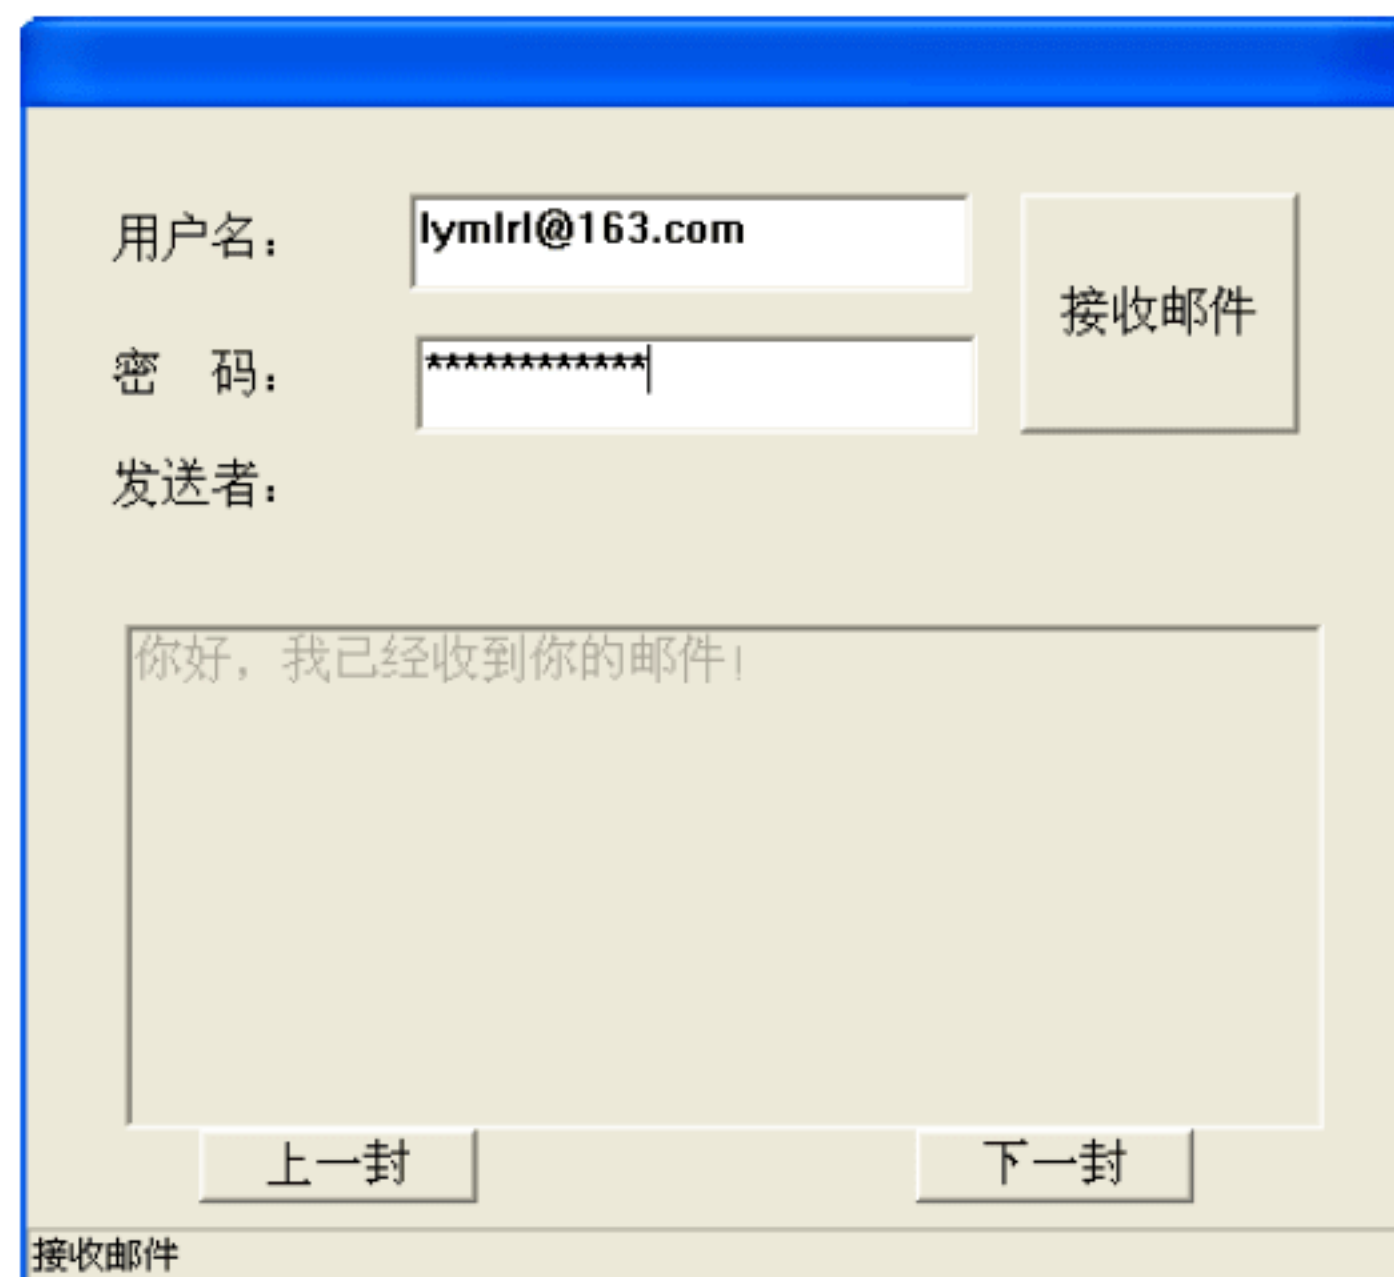 用户名：
lymlrl@163.com
接收邮件
密 码：
************
发送者：
你好，我已经收到你的邮件！
上一封
下一封
接收邮件